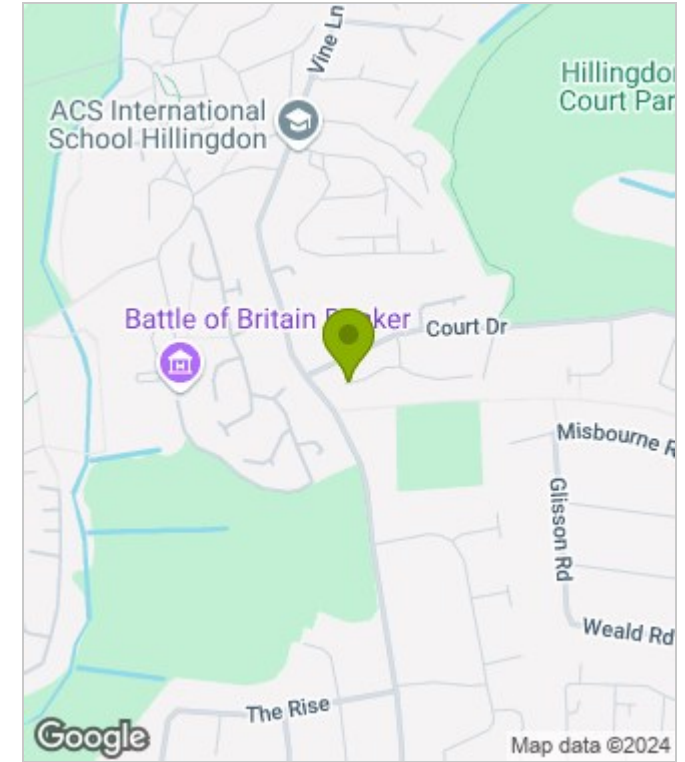 Vine Ln
Hillingdo
Court Par
ACS International
School Hillingdon
Battle of Britain
Court Dr
Misbourne R
Glisson Rd
Weald Rd
The Rise
Google
Map data ©2024